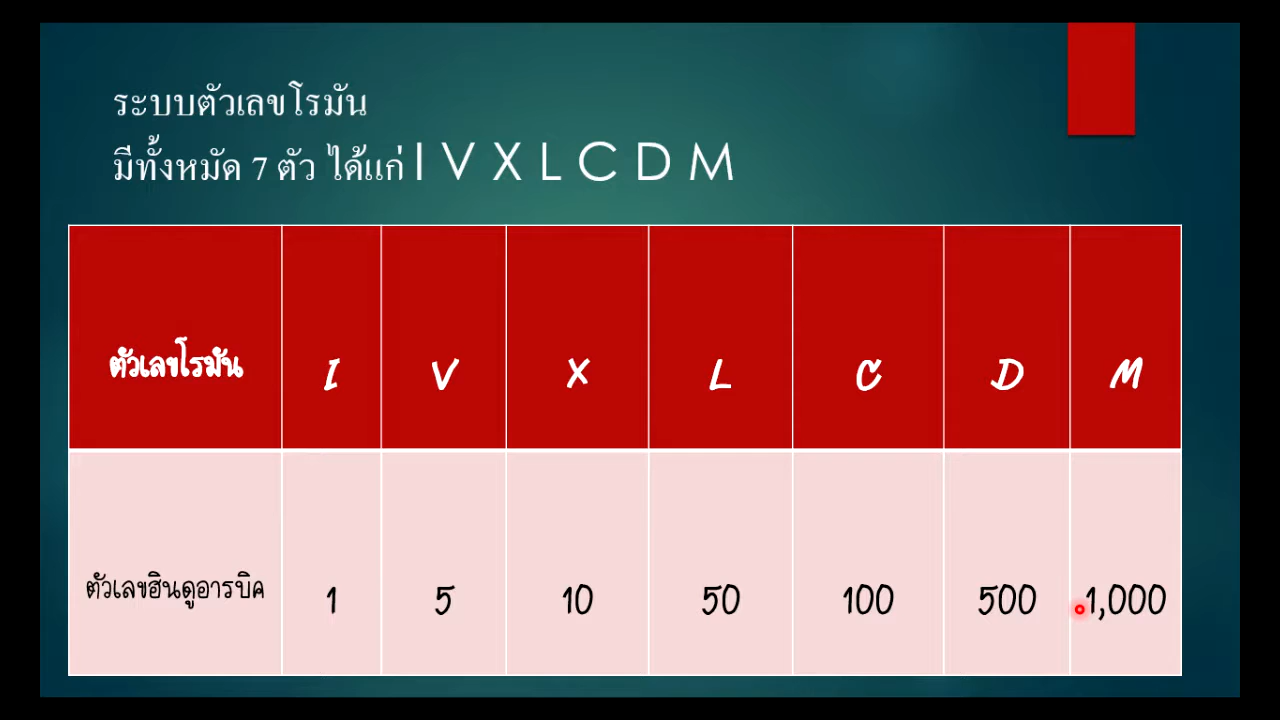 ระบบตัวเลขโรมัน
มีทั้งหมัด 7 ตัว ได้แก่ I V X L C D M
ตัวเลขโรมัน I V X L C D M
ตัวเลขฮินดูอารบิค 1 5 10 50 100 500 1,000